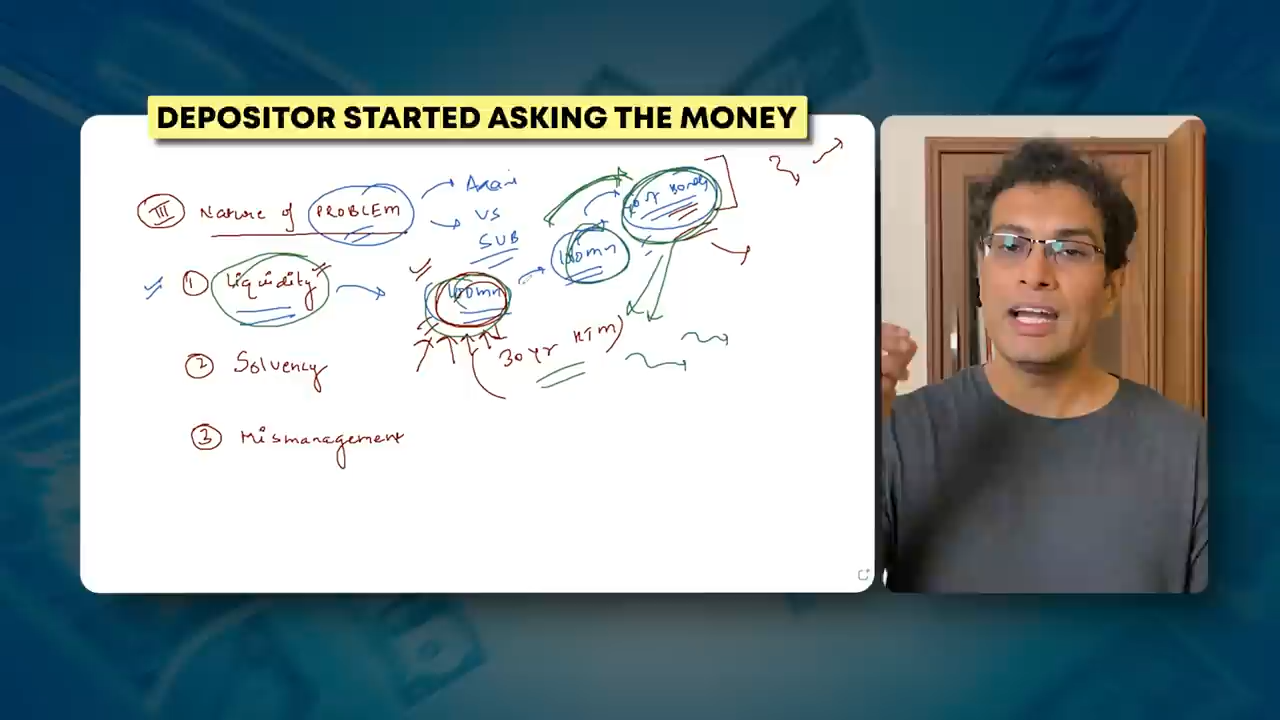 DEPOSITOR STARTED ASKING THE MONEY
III Nature of PROBLEM
VS
SUB
1 Liquidity
100mn
100mn
30 yr HTM)
2 Solvency
3 Mismanagement